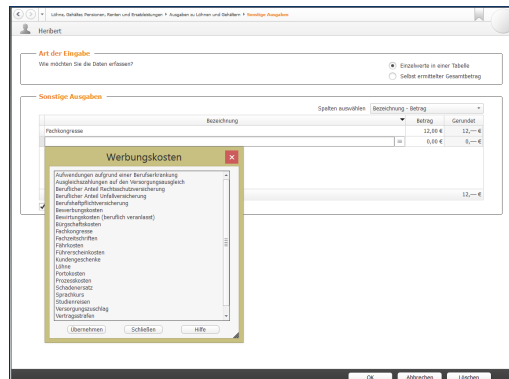 Löhne, Gehälter, Pensionen, Renten und Ersatzleistungen ▸ Ausgaben zu Löhnen und Gehältern ▸ Sonstige Ausgaben
Heribert
Art der Eingabe
Wie möchten Sie die Daten erfassen?
Einzelwerte in einer Tabelle
Selbst ermittelter Gesamtbetrag
Sonstige Ausgaben
Spalten auswählen Bezeichnung - Betrag
Bezeichnung Betrag Gerundet
Fachkongresse 12,00 € 12,-- €
0,00 € 0,-- €
12,-- €
Werbungskosten
Aufwendungen aufgrund einer Berufserkrankung
Ausgleichszahlungen auf den Versorgungsausgleich
Beruflicher Anteil Rechtsschutzversicherung
Beruflicher Anteil Unfallversicherung
Berufshaftpflichtversicherung
Bewerbungskosten
Bewirtungskosten (beruflich veranlasst)
Bürgschaftskosten
Fachkongresse
Fachzeitschriften
Fährkosten
Führerscheinkosten
Kundengeschenke
Löhne
Portokosten
Prozesskosten
Schadenersatz
Sprachkurs
Studienreisen
Versorgungszuschlag
Vertragsstrafen
Übernehmen Schließen Hilfe
OK Abbrechen Löschen